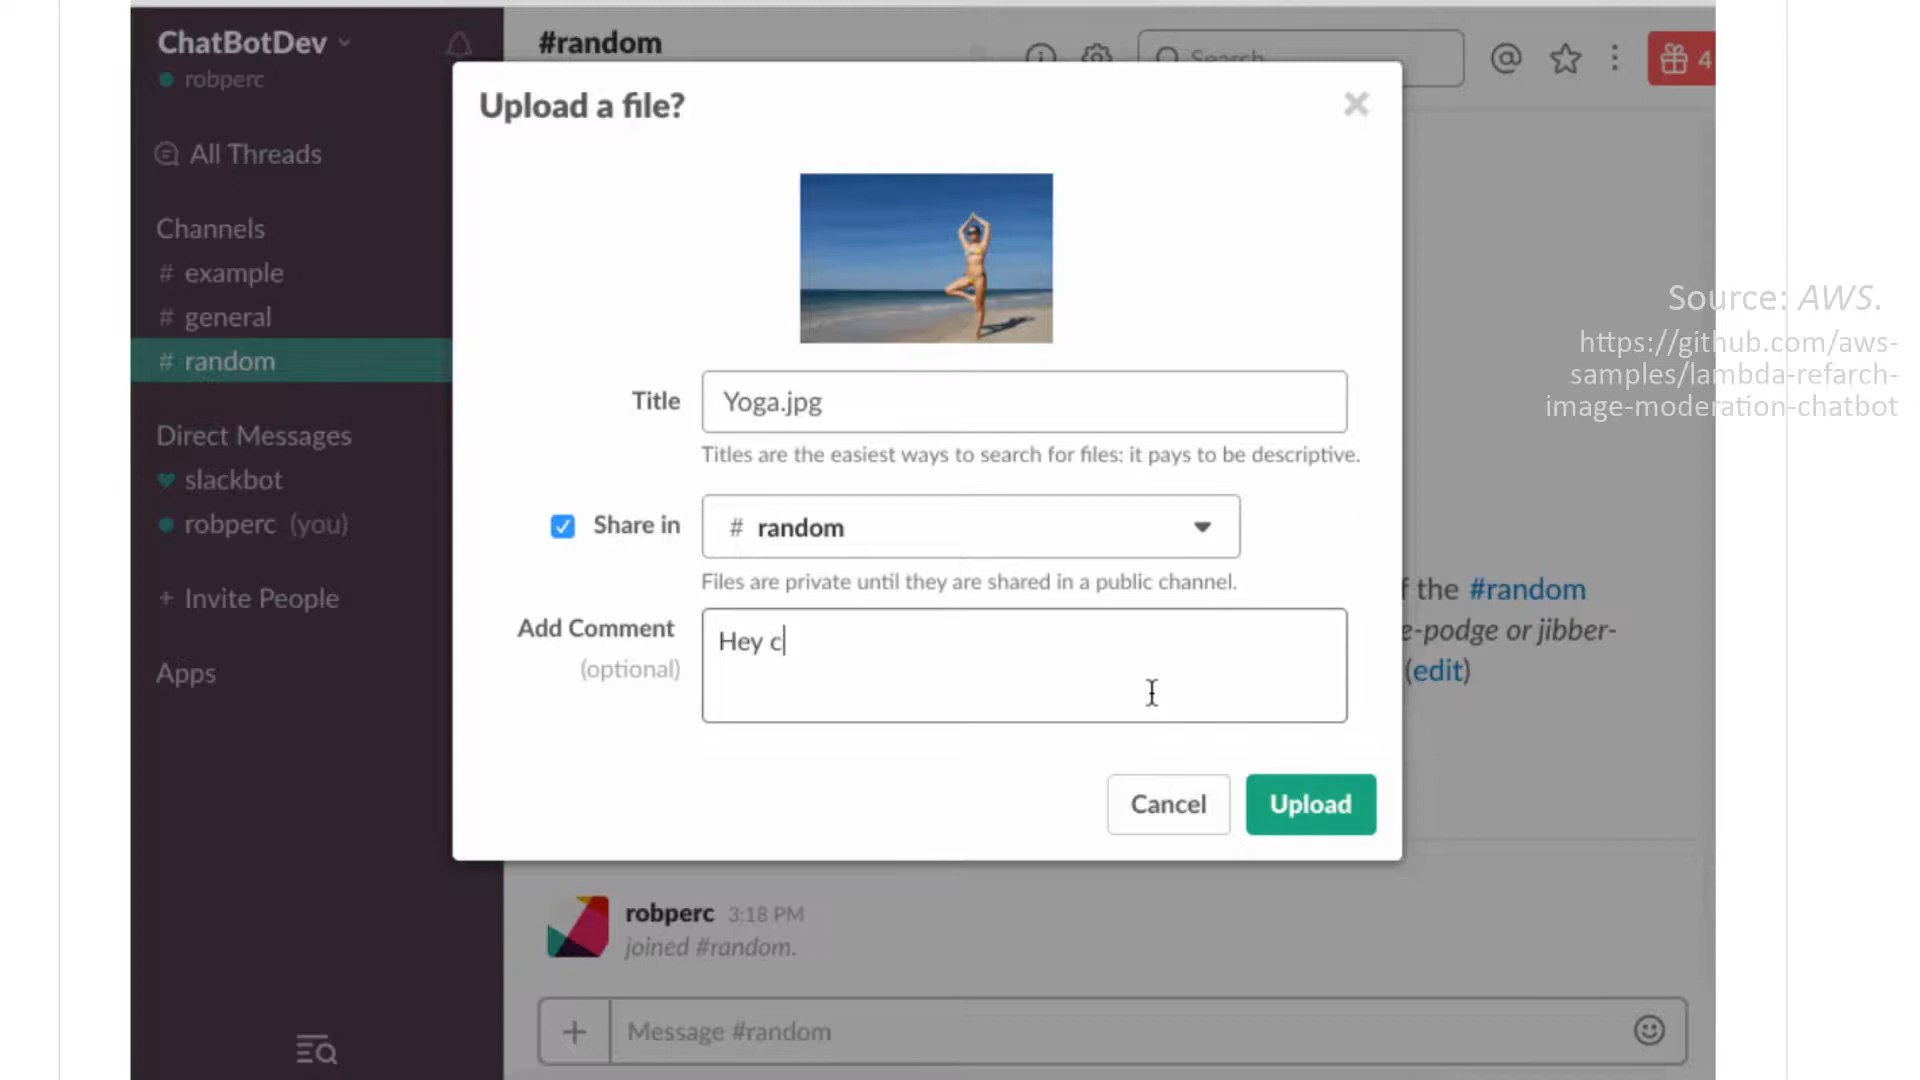 ChatBotDev
robperc
All Threads
Channels
# example
# general
# random
Direct Messages
slackbot
robperc (you)
+ Invite People
Apps
#random
Search
4
Upload a file?
Title
Yoga.jpg
Titles are the easiest ways to search for files: it pays to be descriptive.
Share in
# random
Files are private until they are shared in a public channel.
Add Comment
(optional)
Hey c
Cancel
Upload
f the #random
e-podge or jibber-
(edit)
robperc 3:18 PM
joined #random.
Message #random
Source: AWS.
https://github.com/aws-
samples/lambda-refarch-
image-moderation-chatbot